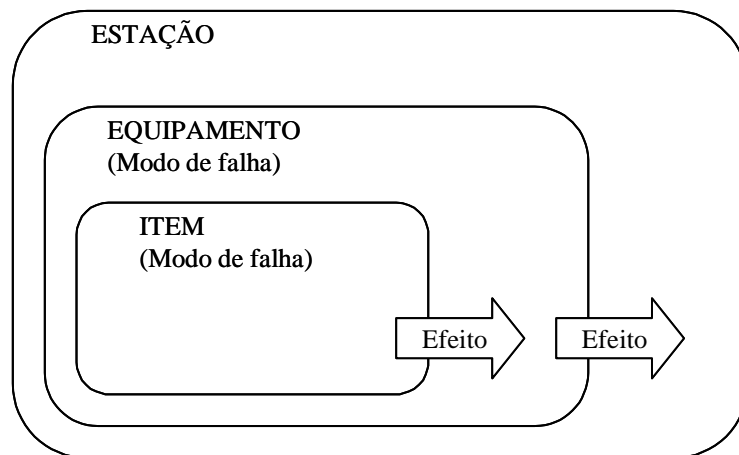 ESTAÇÃO
EQUIPAMENTO
(Modo de falha)
ITEM
(Modo de falha)
Efeito
Efeito